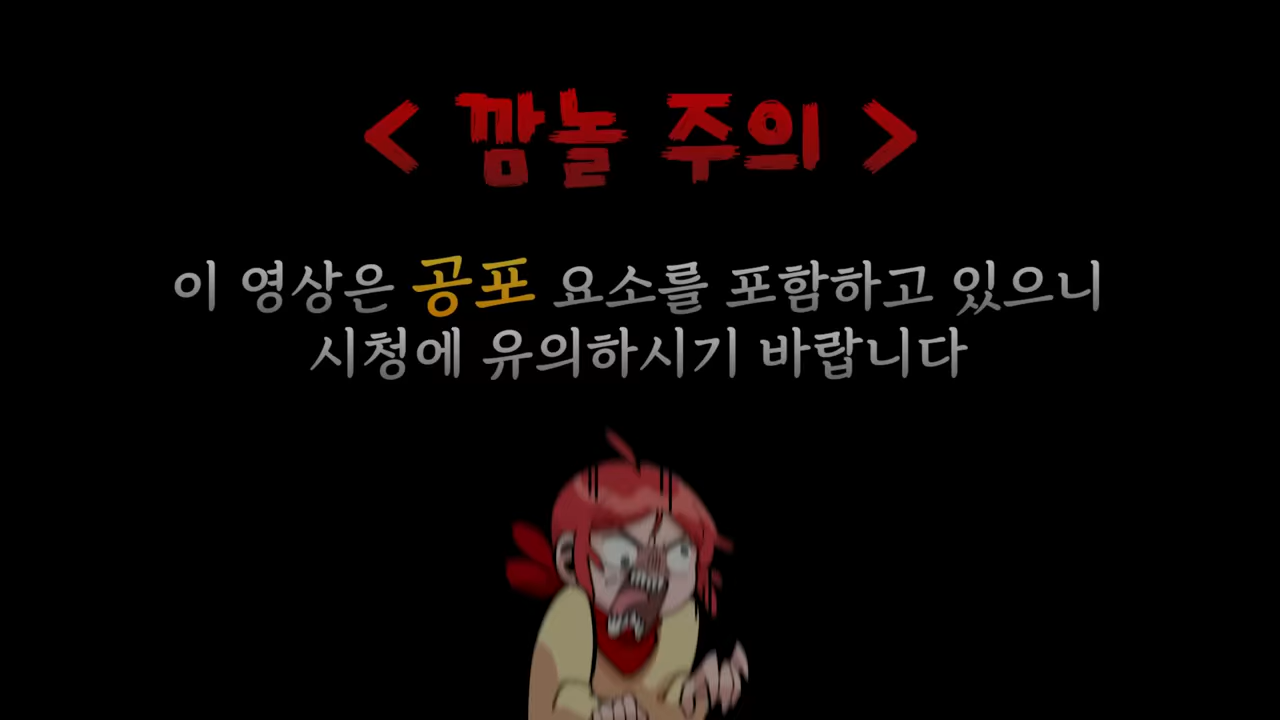 < 깜놀 주의 >
이 영상은 공포 요소를 포함하고 있으니
시청에 유의하시기 바랍니다